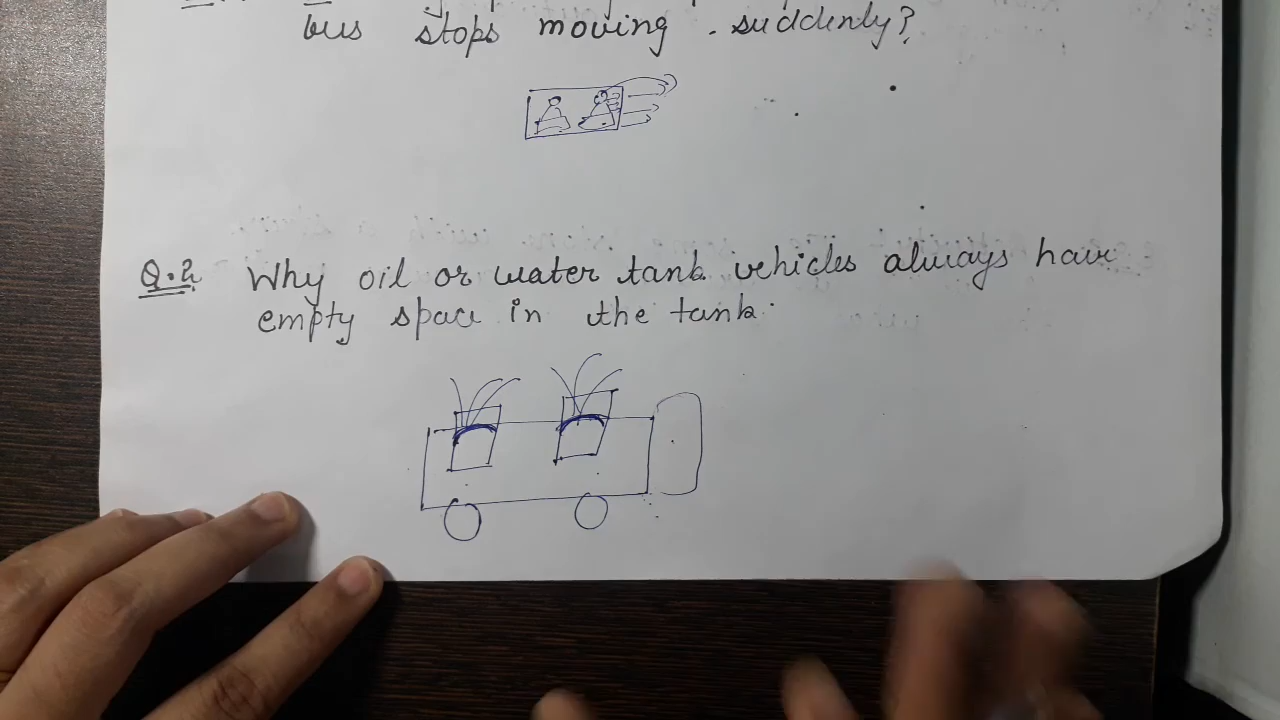 bus stops moving . suddenly?
Q.2 Why oil or water tank vehicles always have
empty space in the tank.